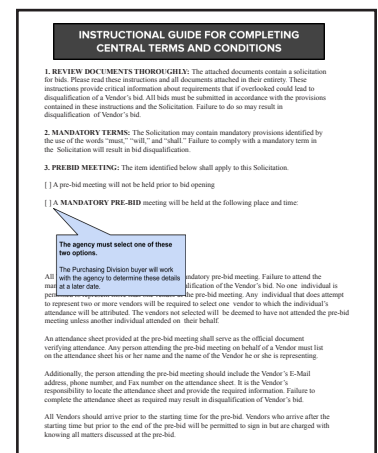 INSTRUCTIONAL GUIDE FOR COMPLETING
CENTRAL TERMS AND CONDITIONS
1. REVIEW DOCUMENTS THOROUGHLY: The attached documents contain a solicitation
for bids. Please read these instructions and all documents attached in their entirety. These
instructions provide critical information about requirements that if overlooked could lead to
disqualification of a Vendor's bid. All bids must be submitted in accordance with the provisions
contained in these instructions and the Solicitation. Failure to do so may result in
disqualification of Vendor's bid.
2. MANDATORY TERMS: The Solicitation may contain mandatory provisions identified by
the use of the words "must," "will," and "shall." Failure to comply with a mandatory term in
the Solicitation will result in bid disqualification.
3. PREBID MEETING: The item identified below shall apply to this Solicitation.
[ ] A pre-bid meeting will not be held prior to bid opening
[ ] A MANDATORY PRE-BID meeting will be held at the following place and time:
The agency must select one of these
two options.
The Purchasing Division buyer will work
with the agency to determine these details
at a later date.
All mandatory pre-bid meeting. Failure to attend the
disqualification of the Vendor's bid. No one individual is
the pre-bid meeting. Any individual that does attempt
to represent two or more vendors will be required to select one vendor to which the individual's
attendance will be attributed. The vendors not selected will be deemed to have not attended the pre-bid
meeting unless another individual attended on their behalf.
An attendance sheet provided at the pre-bid meeting shall serve as the official document
verifying attendance. Any person attending the pre-bid meeting on behalf of a Vendor must list
on the attendance sheet his or her name and the name of the Vendor he or she is representing.
Additionally, the person attending the pre-bid meeting should include the Vendor's E-Mail
address, phone number, and Fax number on the attendance sheet. It is the Vendor's
responsibility to locate the attendance sheet and provide the required information. Failure to
complete the attendance sheet as required may result in disqualification of Vendor's bid.
All Vendors should arrive prior to the starting time for the pre-bid. Vendors who arrive after the
starting time but prior to the end of the pre-bid will be permitted to sign in but are charged with
knowing all matters discussed at the pre-bid.